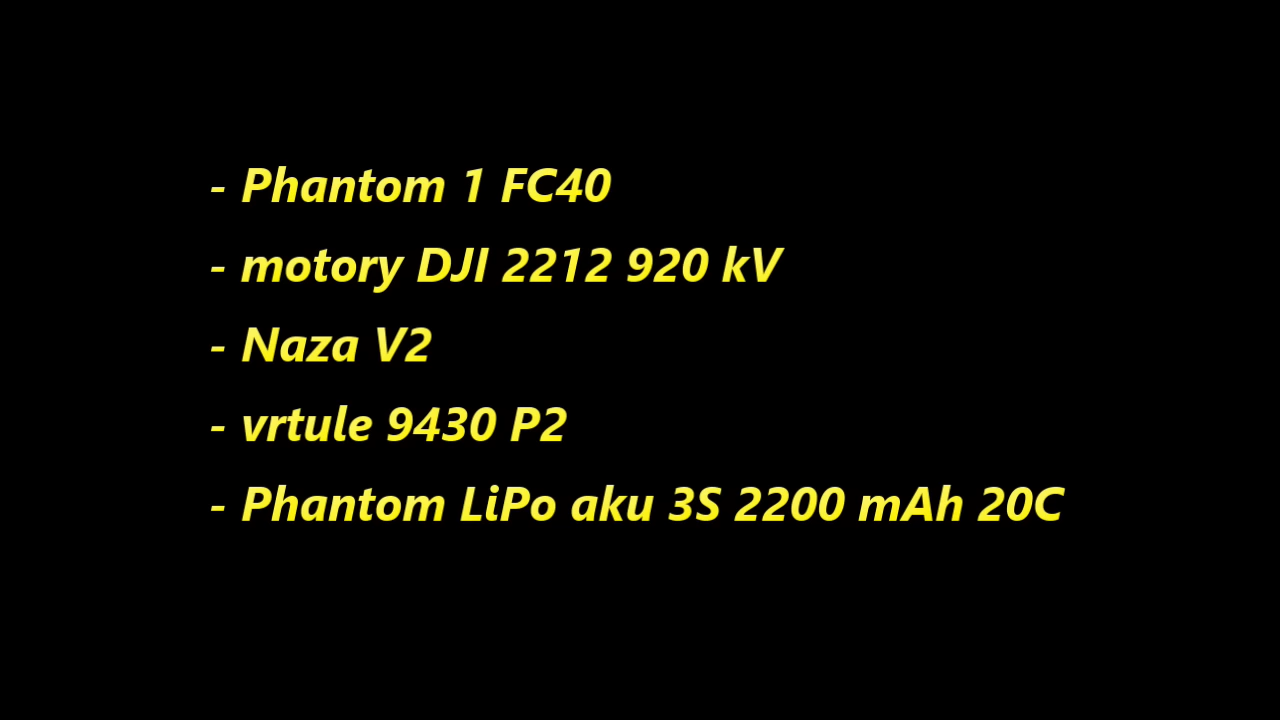 - Phantom 1 FC40
- motory DJI 2212 920 kV
- Naza V2
- vrtule 9430 P2
- Phantom LiPo aku 3S 2200 mAh 20C